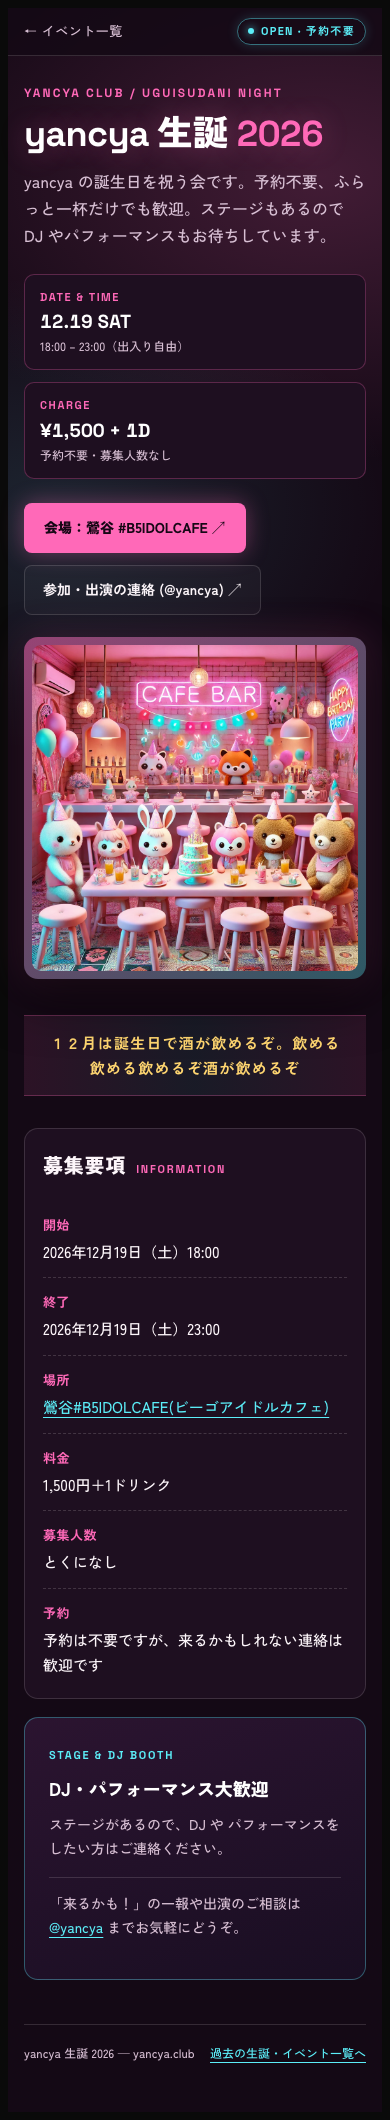 ← イベント一覧
OPEN・予約不要
YANCYA CLUB / UGUISUDANI NIGHT
yancya 生誕 2026
yancya の誕生日を祝う会です。予約不要、ふら
っと一杯だけでも歓迎。ステージもあるので
DJ やパフォーマンスもお待ちしています。
DATE & TIME
12.19 SAT
18:00 – 23:00（出入り自由）
CHARGE
¥1,500 + 1D
予約不要・募集人数なし
会場：鶯谷 #B5IDOLCAFE ↗
参加・出演の連絡 (@yancya) ↗
CAFE BAR
HAPPY
BIRTHDAY
PARTY
１２月は誕生日で酒が飲めるぞ。飲める
飲める飲めるぞ酒が飲めるぞ
募集要項 INFORMATION
開始
2026年12月19日（土）18:00
終了
2026年12月19日（土）23:00
場所
鶯谷#B5IDOLCAFE(ビーゴアイドルカフェ)
料金
1,500円＋1ドリンク
募集人数
とくになし
予約
予約は不要ですが、来るかもしれない連絡は
歓迎です
STAGE & DJ BOOTH
DJ・パフォーマンス大歓迎
ステージがあるので、DJ や パフォーマンスを
したい方はご連絡ください。
「来るかも！」の一報や出演のご相談は
@yancya までお気軽にどうぞ。
yancya 生誕 2026 — yancya.club
過去の生誕・イベント一覧へ